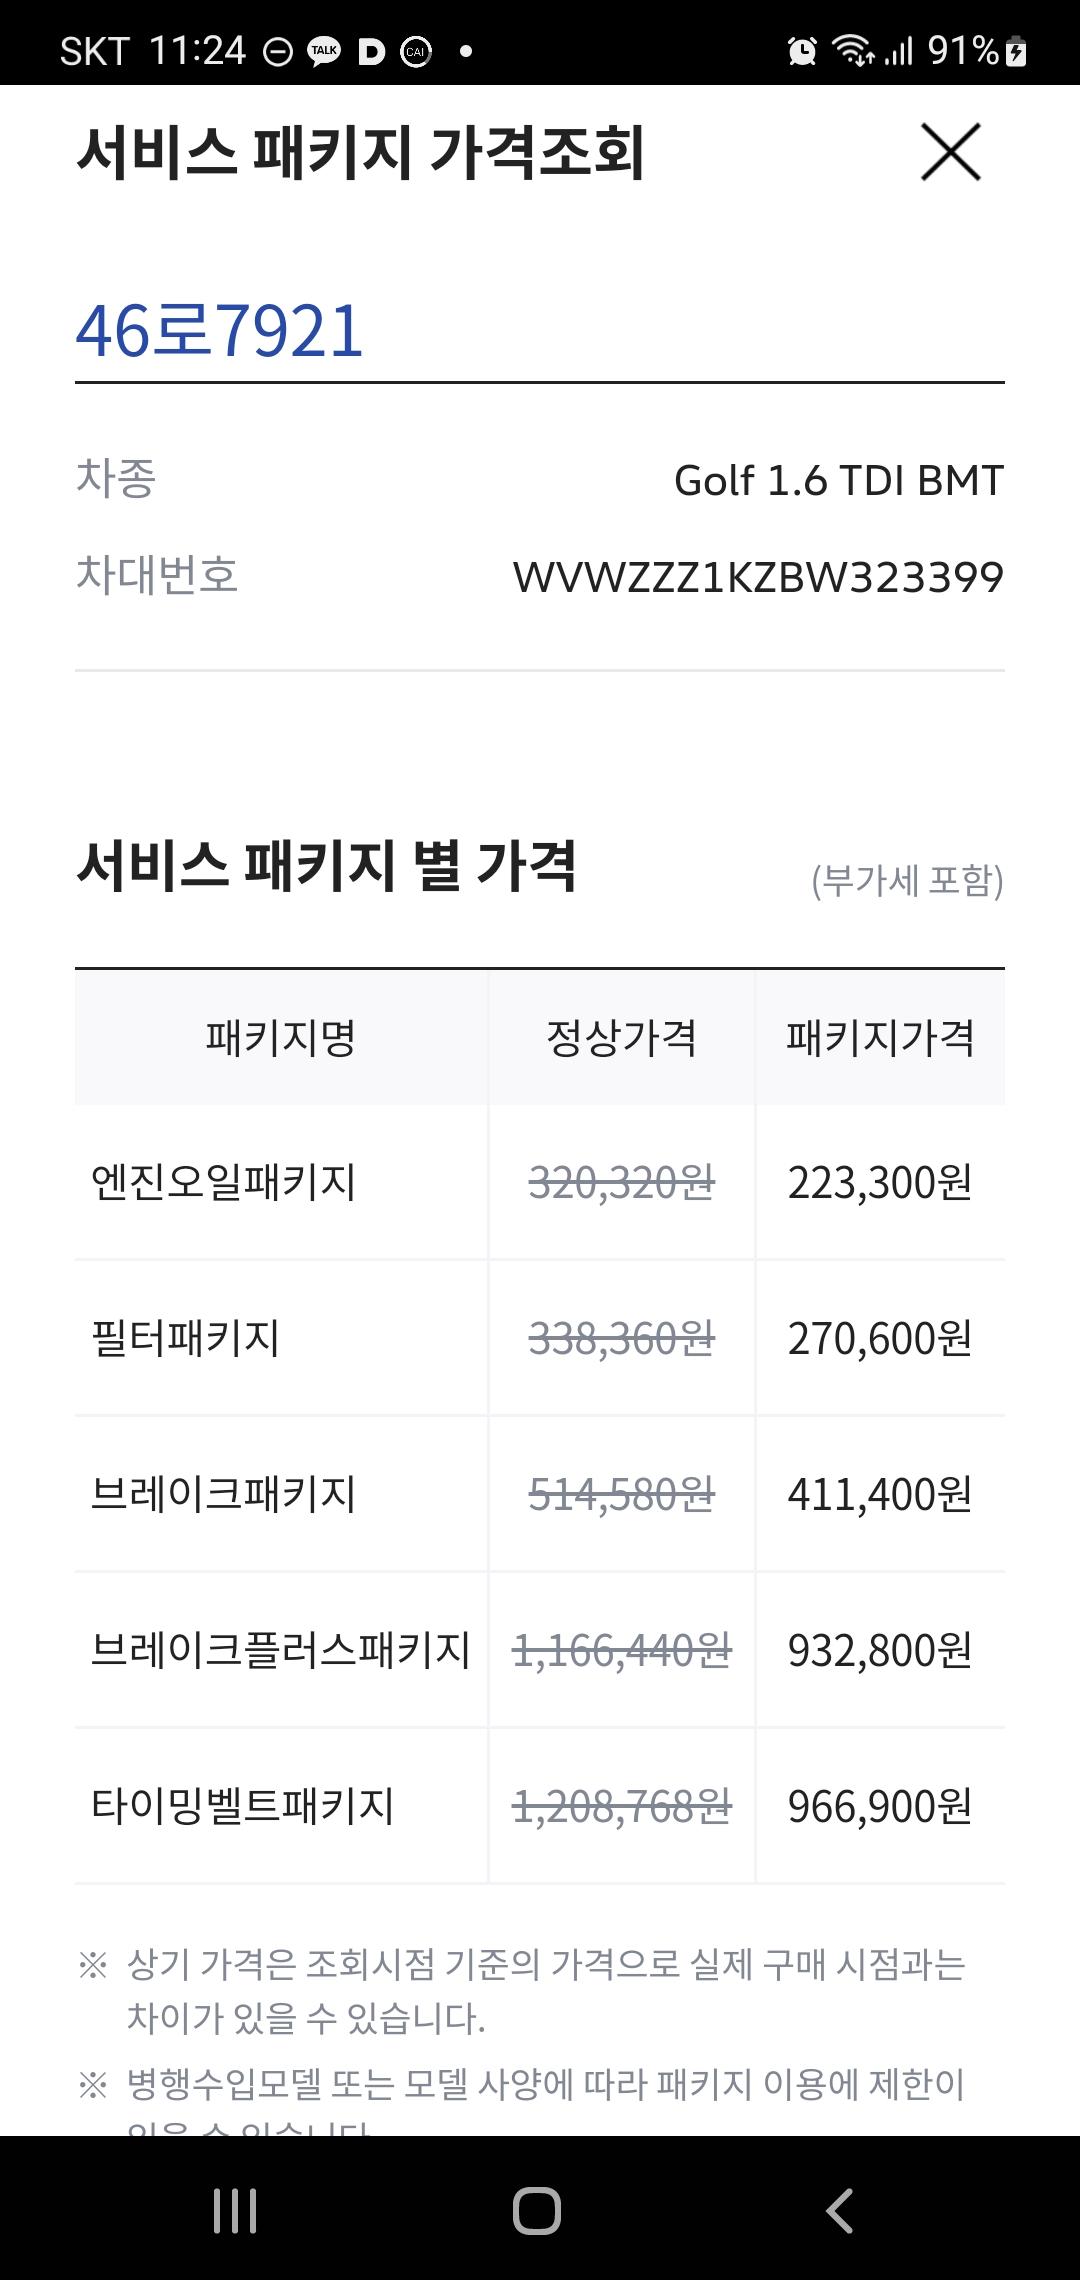 SKT 11:24 TALK D CAI 91%
서비스 패키지 가격조회
46로7921
차종 Golf 1.6 TDI BMT
차대번호 WVWZZZ1KZBW323399
서비스 패키지 별 가격 (부가세 포함)
패키지명 정상가격 패키지가격
엔진오일패키지 320,320원 223,300원
필터패키지 338,360원 270,600원
브레이크패키지 514,580원 411,400원
브레이크플러스패키지 1,166,440원 932,800원
타이밍벨트패키지 1,208,768원 966,900원
※ 상기 가격은 조회시점 기준의 가격으로 실제 구매 시점과는
차이가 있을 수 있습니다.
※ 병행수입모델 또는 모델 사양에 따라 패키지 이용에 제한이
있을 수 있습니다